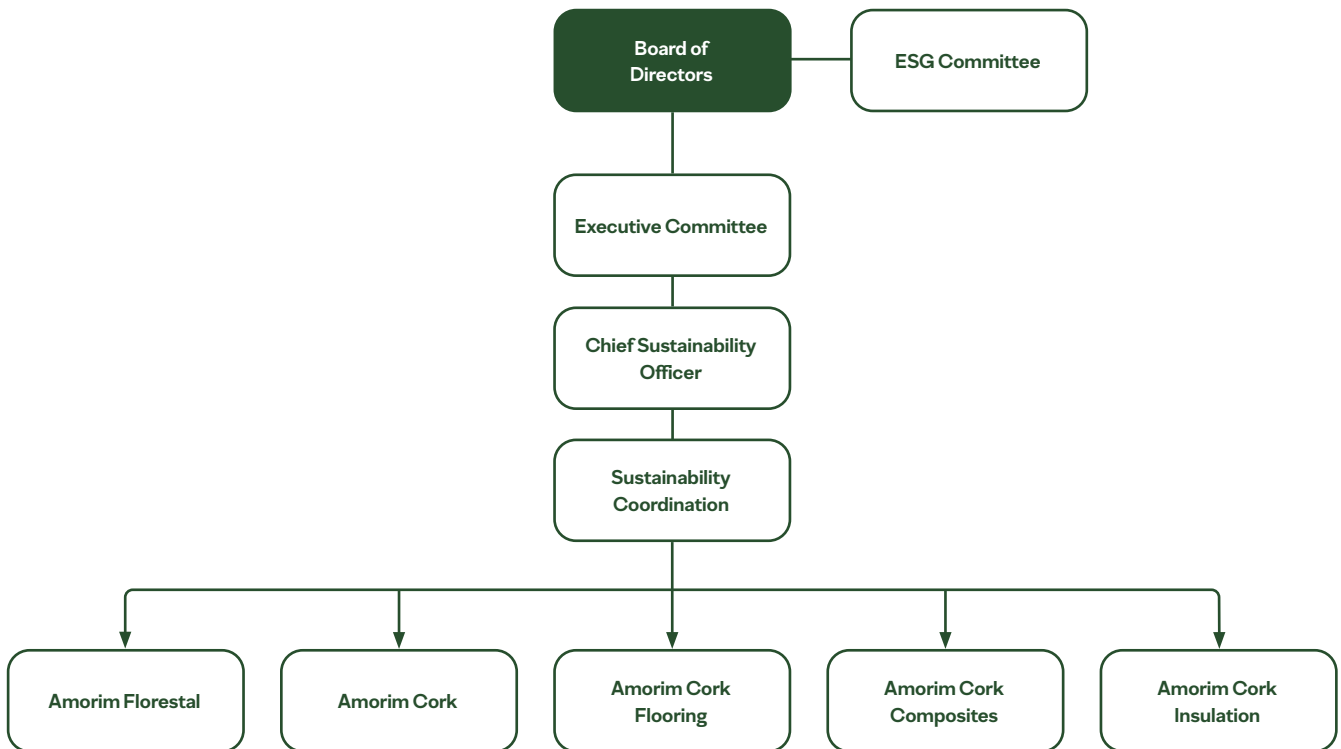 Board of
Directors
ESG Committee
Executive Committee
Chief Sustainability
Officer
Sustainability
Coordination
Amorim Florestal
Amorim Cork
Amorim Cork
Flooring
Amorim Cork
Composites
Amorim Cork
Insulation